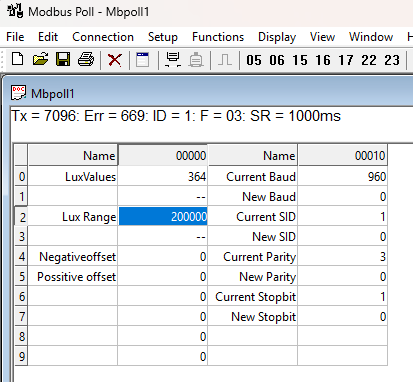 Modbus Poll - Mbpoll1
File Edit Connection Setup Functions Display View Window
05 06 15 16 17 22 23
Mbpoll1
Tx = 7096: Err = 669: ID = 1: F = 03: SR = 1000ms
Name 00000 Name 00010
0 LuxValues 364 Current Baud 960
1 -- New Baud 0
2 Lux Range 200000 Current SID 1
3 -- New SID 0
4 Negativeoffset 0 Current Parity 3
5 Possitive offset 0 New Parity 0
6 0 Current Stopbit 1
7 0 New Stopbit 0
8 0
9 0